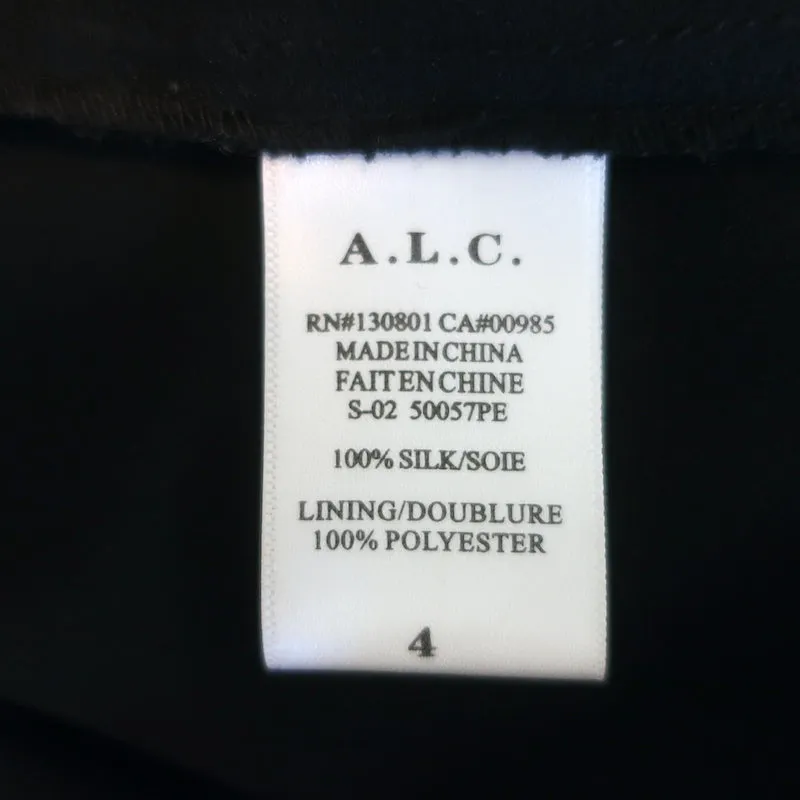 A.L.C.
RN#130801 CA#00985
MADE IN CHINA
FAIT EN CHINE
S-02 50057PE
100% SILK/SOIE
LINING/DOUBLURE
100% POLYESTER
4